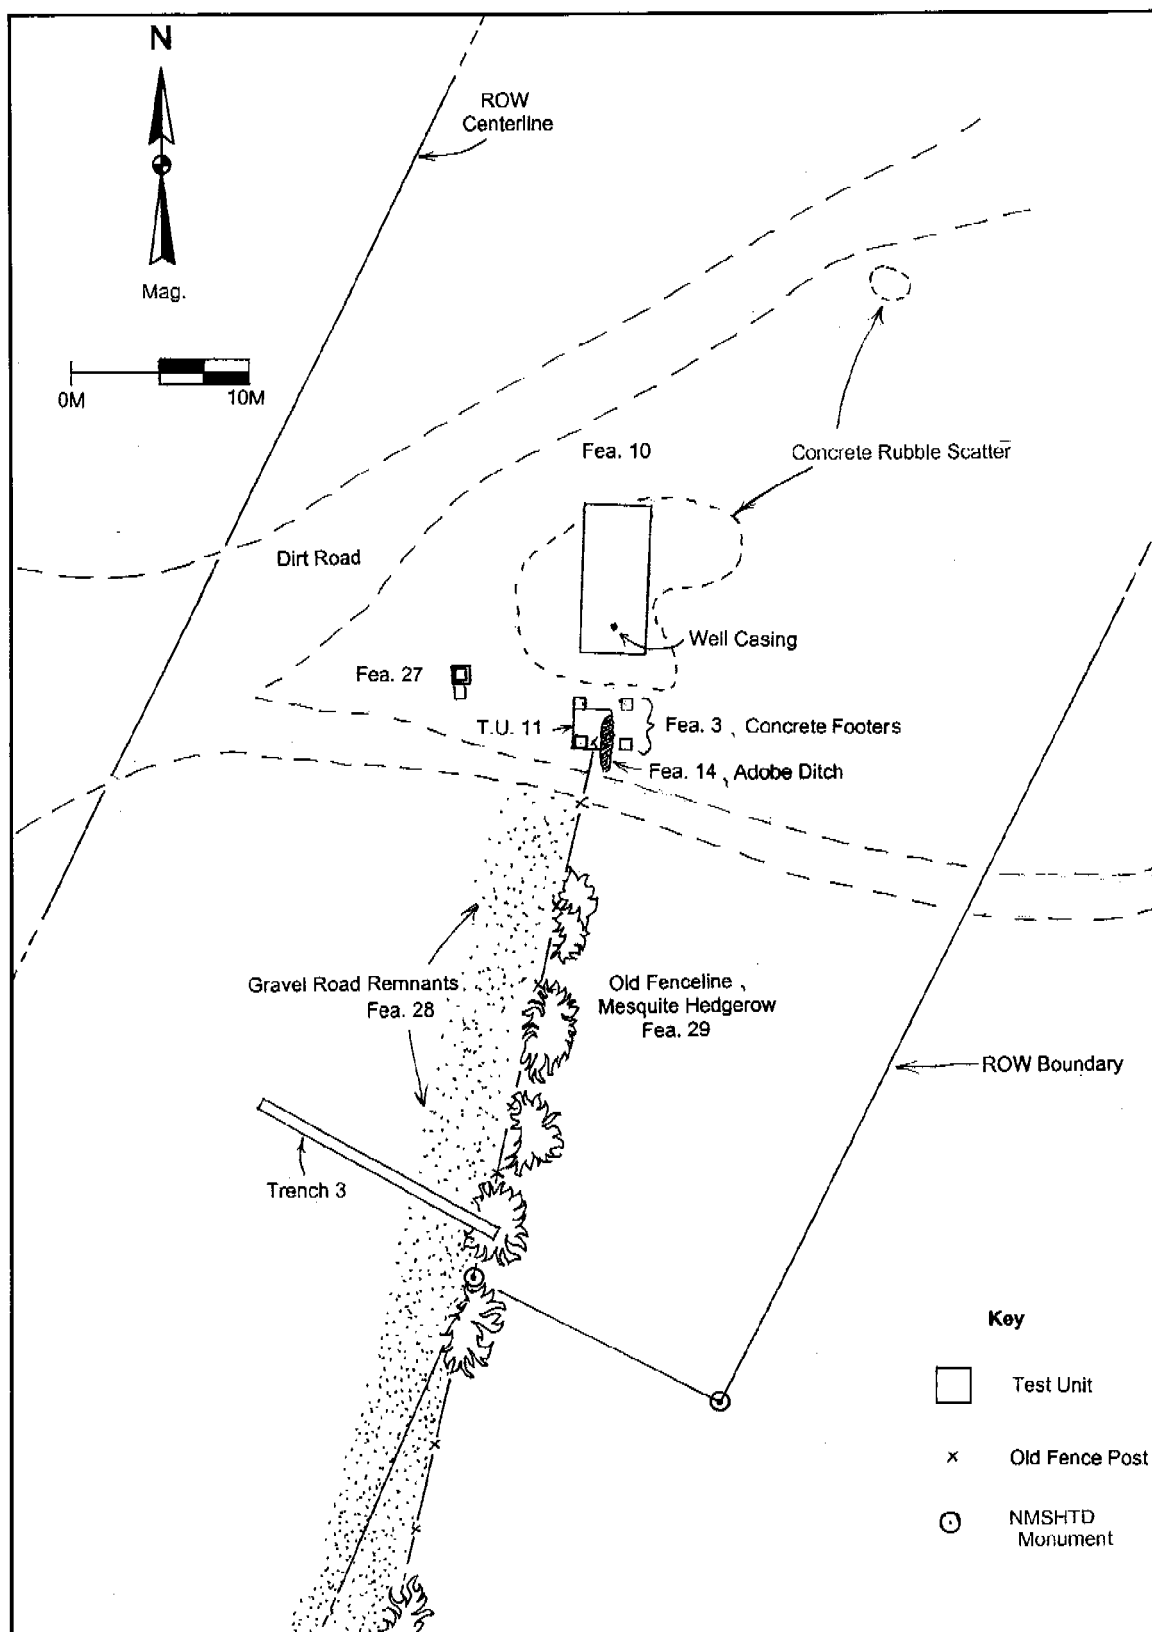 N
ROW
Centerline
Mag.
0M 10M
Fea. 10
Concrete Rubble Scatter
Dirt Road
Well Casing
Fea. 27
T.U. 11
Fea. 3, Concrete Footers
Fea. 14, Adobe Ditch
Gravel Road Remnants,
Fea. 28
Old Fenceline,
Mesquite Hedgerow
Fea. 29
ROW Boundary
Trench 3
Key
Test Unit
x Old Fence Post
NMSHTD
Monument